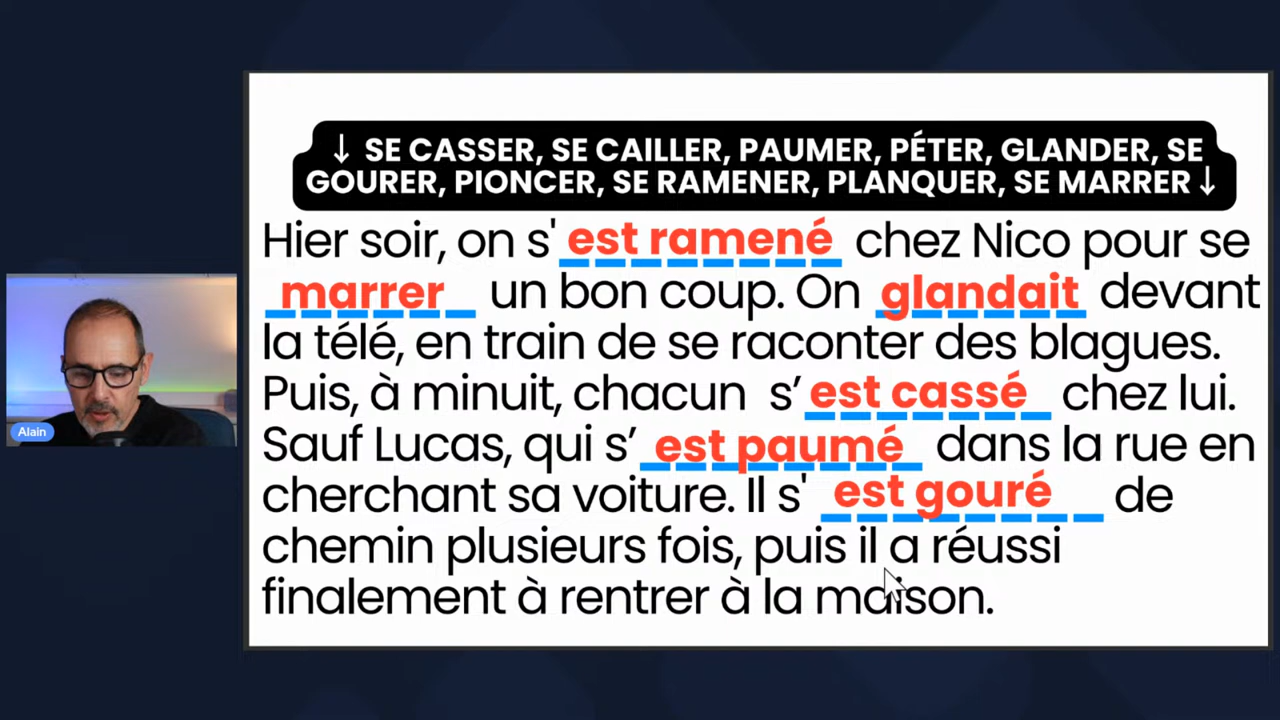 ↓ SE CASSER, SE CAILLER, PAUMER, PÉTER, GLANDER, SE
GOURER, PIONCER, SE RAMENER, PLANQUER, SE MARRER↓
Hier soir, on s' est ramené chez Nico pour se
marrer un bon coup. On glandait devant
la télé, en train de se raconter des blagues.
Puis, à minuit, chacun s’ est cassé chez lui.
Sauf Lucas, qui s’ est paumé dans la rue en
cherchant sa voiture. Il s' est gouré de
chemin plusieurs fois, puis il a réussi
finalement à rentrer à la maison.
Alain